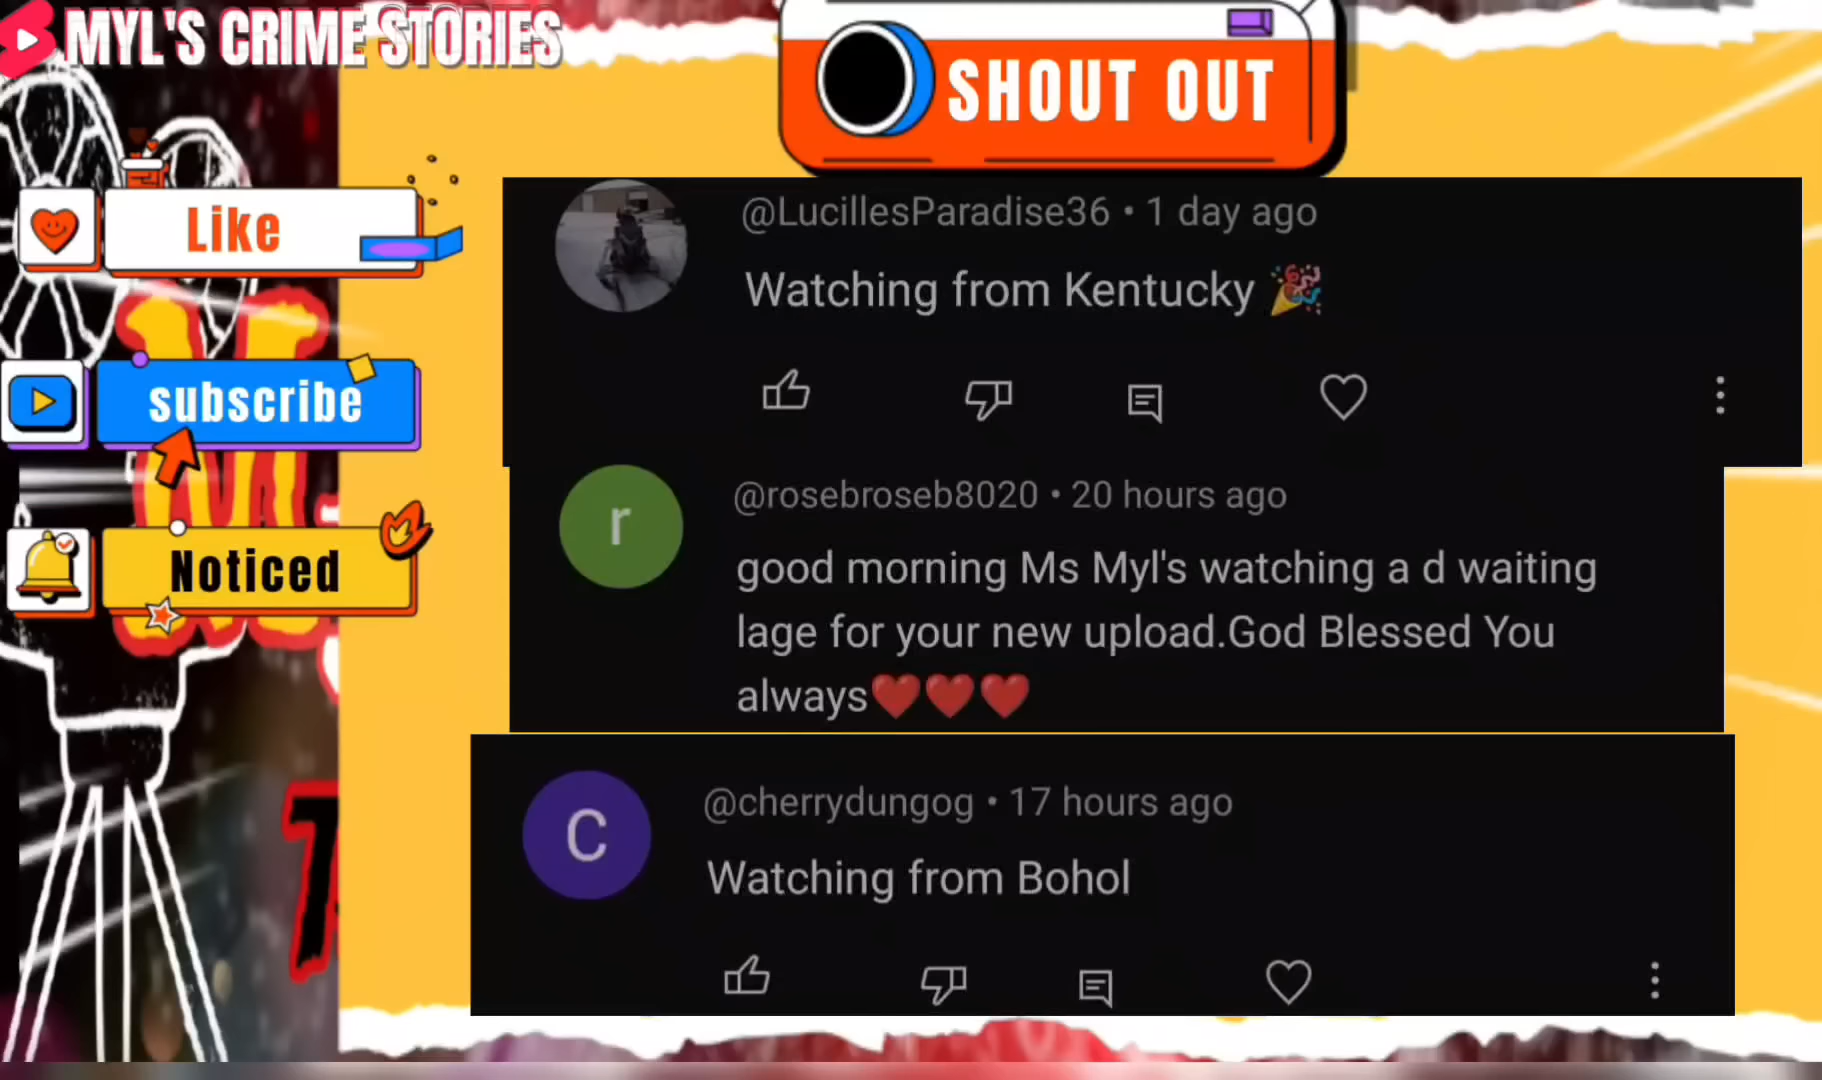 MYL'S CRIME STORIES
SHOUT OUT
Like
subscribe
Noticed
@LucillesParadise36 • 1 day ago
Watching from Kentucky 🎉
r
@rosebroseb8020 • 20 hours ago
good morning Ms Myl's watching a d waiting
lage for your new upload.God Blessed You
always❤️❤️❤️
C
@cherrydungog • 17 hours ago
Watching from Bohol